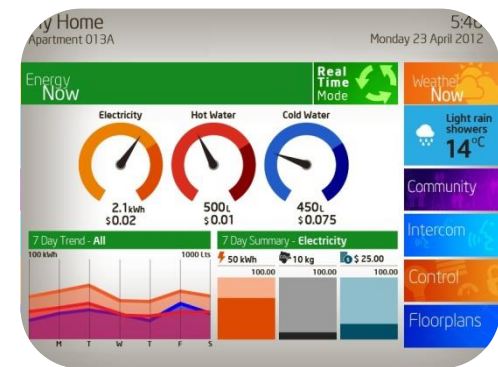 My Home
5:46
Apartment 013A
Monday 23 April 2012
Energy
Now
Real
Time
Mode
Weather
Now
Electricity
Hot Water
Cold Water
Light rain
showers
14°C
2.1kWh
$0.02
500L
$0.01
450L
$0.075
Community
7 Day Trend - All
7 Day Summary - Electricity
Intercom
100 kWh
1000 Lts
50 kWh
10 kg
$ 25.00
100.00
100.00
100.00
Control
Floorplans
M T W T F S